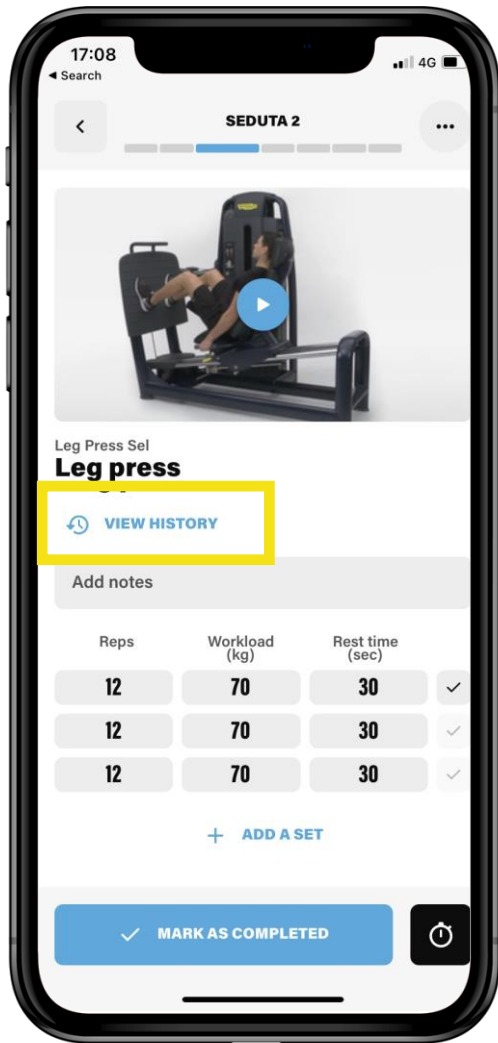 17:08
4G
Search
SEDUTA 2
Leg Press Sel
Leg press
VIEW HISTORY
Add notes
Reps Workload (kg) Rest time (sec)
12 70 30
12 70 30
12 70 30
+ ADD A SET
MARK AS COMPLETED